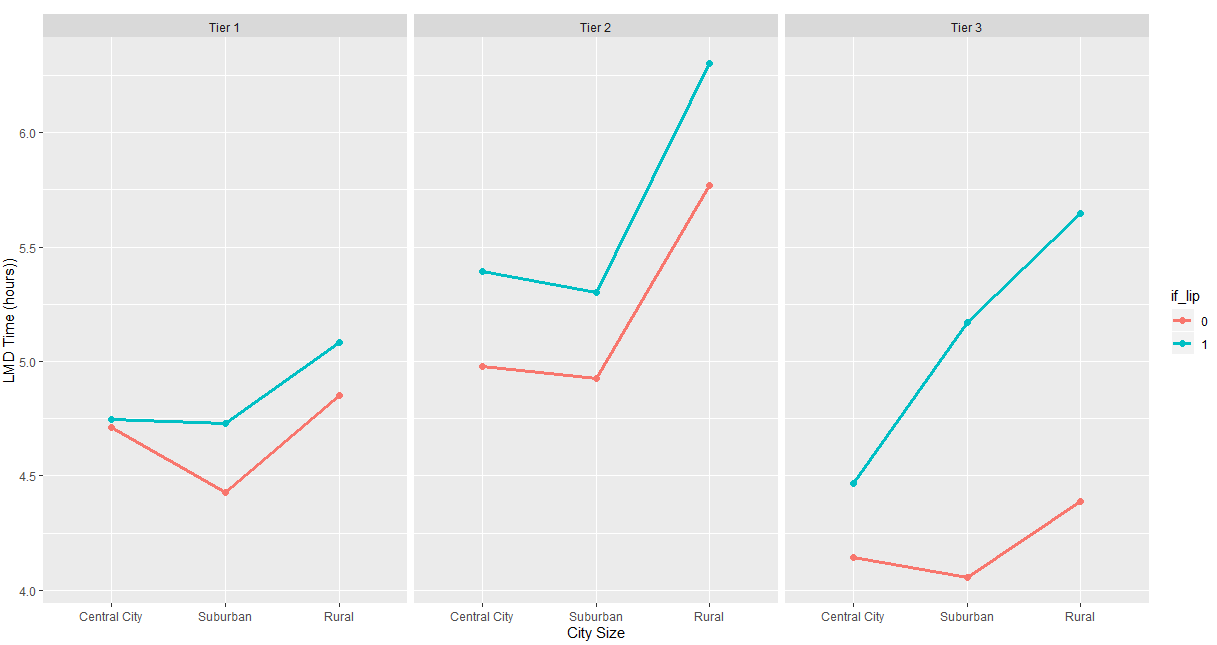 Tier 1 Tier 2 Tier 3
LMD Time (hours))
6.0
5.5
5.0
4.5
4.0
Central City Suburban Rural Central City Suburban Rural Central City Suburban Rural
City Size
if_lip
0
1